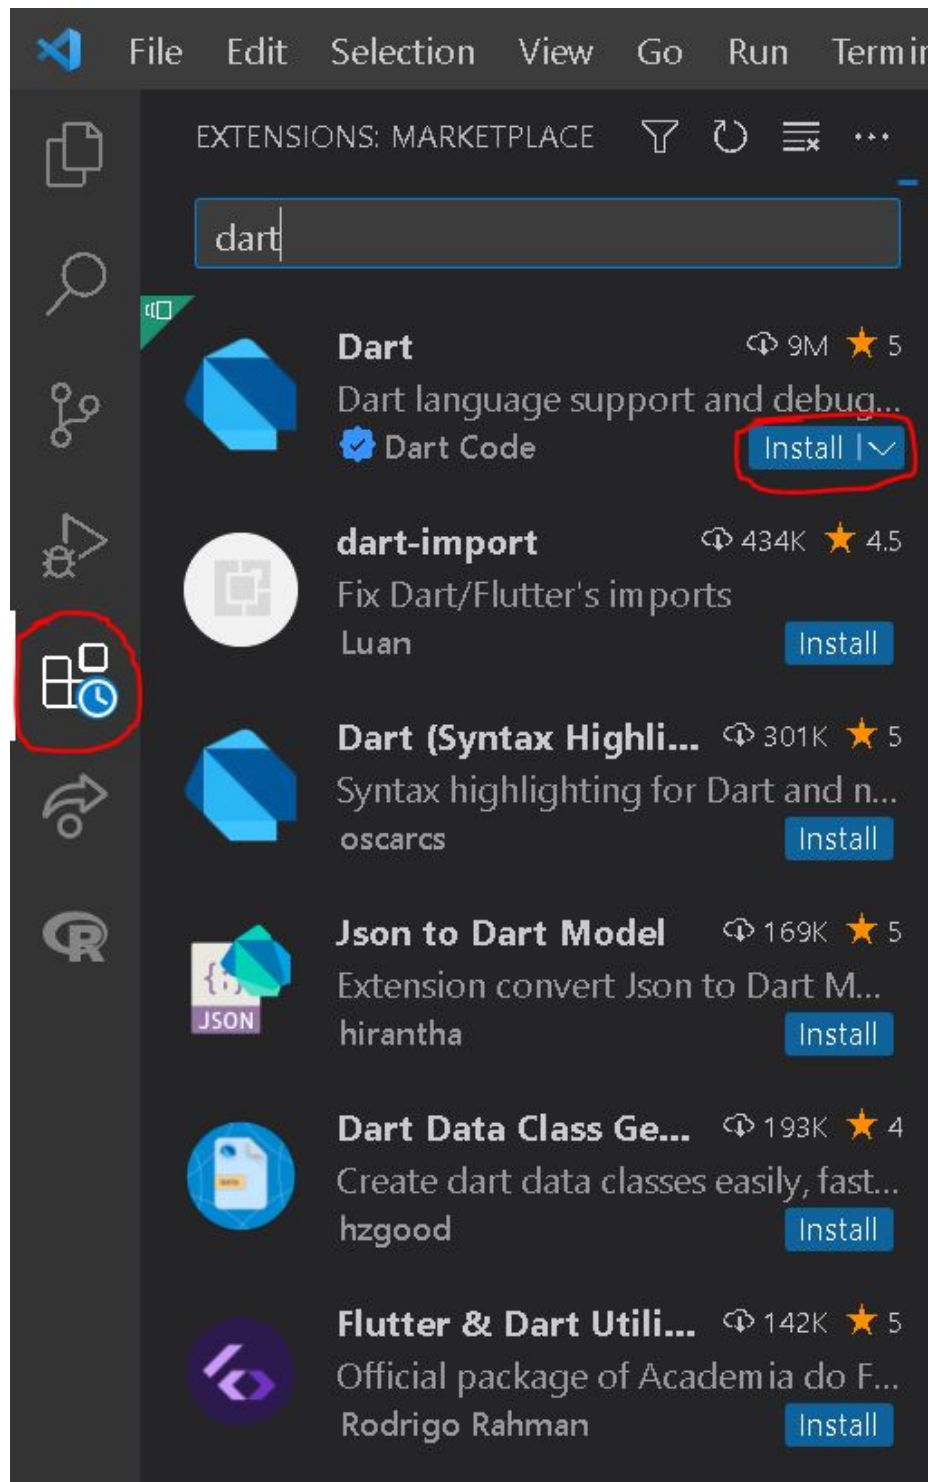 File Edit Selection View Go Run Termin
EXTENSIONS: MARKETPLACE
dart
Dart 9M 5
Dart language support and debug...
Dart Code Install
dart-import 434K 4.5
Fix Dart/Flutter's imports
Luan Install
Dart (Syntax Highli... 301K 5
Syntax highlighting for Dart and n...
oscarcs Install
Json to Dart Model 169K 5
{;}
Extension convert Json to Dart M...
JSON
hirantha Install
Dart Data Class Ge... 193K 4
Create dart data classes easily, fast...
hzgood Install
Flutter & Dart Utili... 142K 5
Official package of Academia do F...
Rodrigo Rahman Install
R